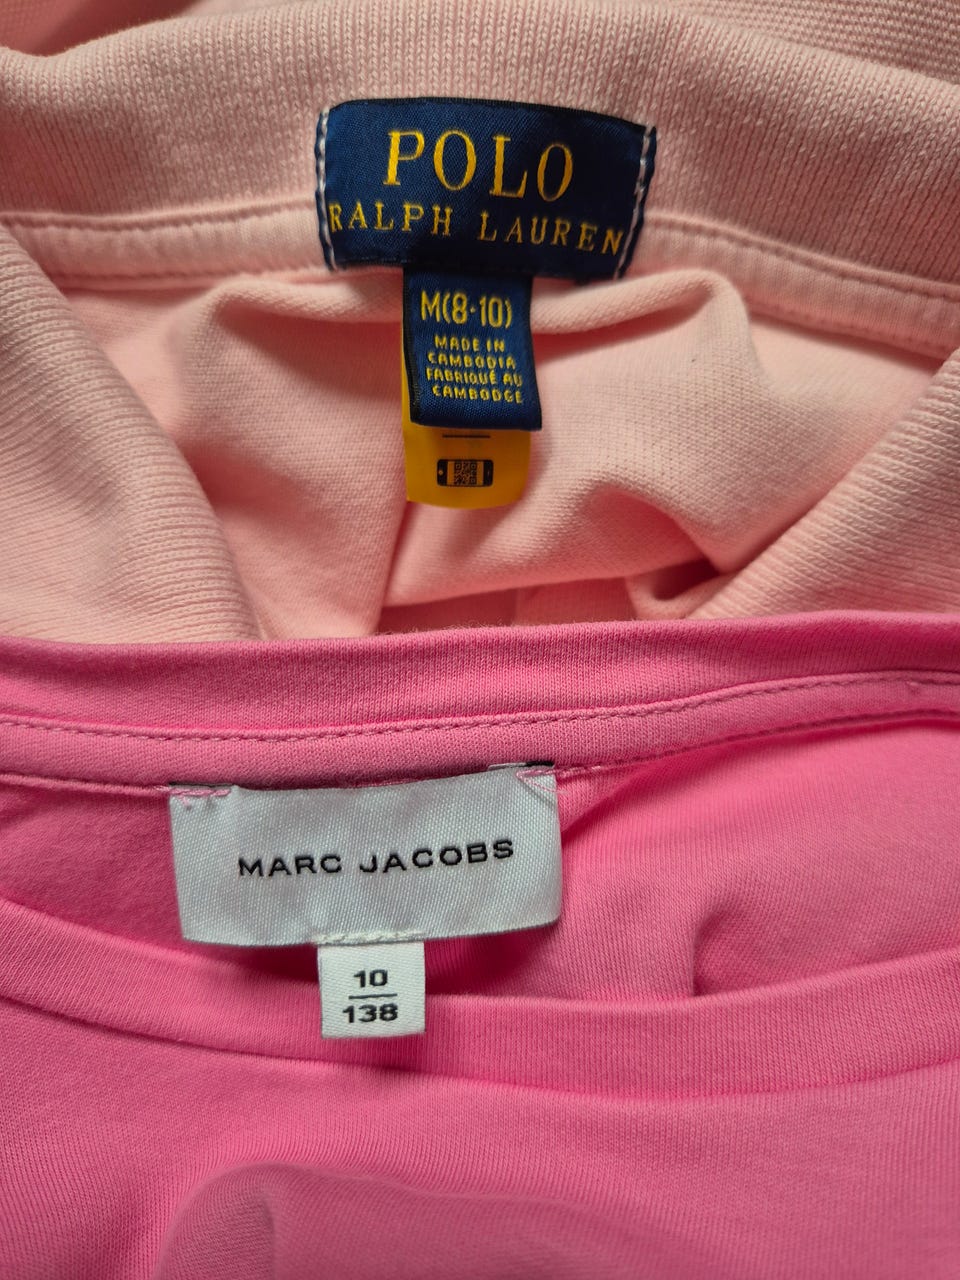 POLO
RALPH LAUREN
M(8-10)
MADE IN
CAMBODIA
FABRIQUÉ AU
CAMBODGE
MARC JACOBS
10
138